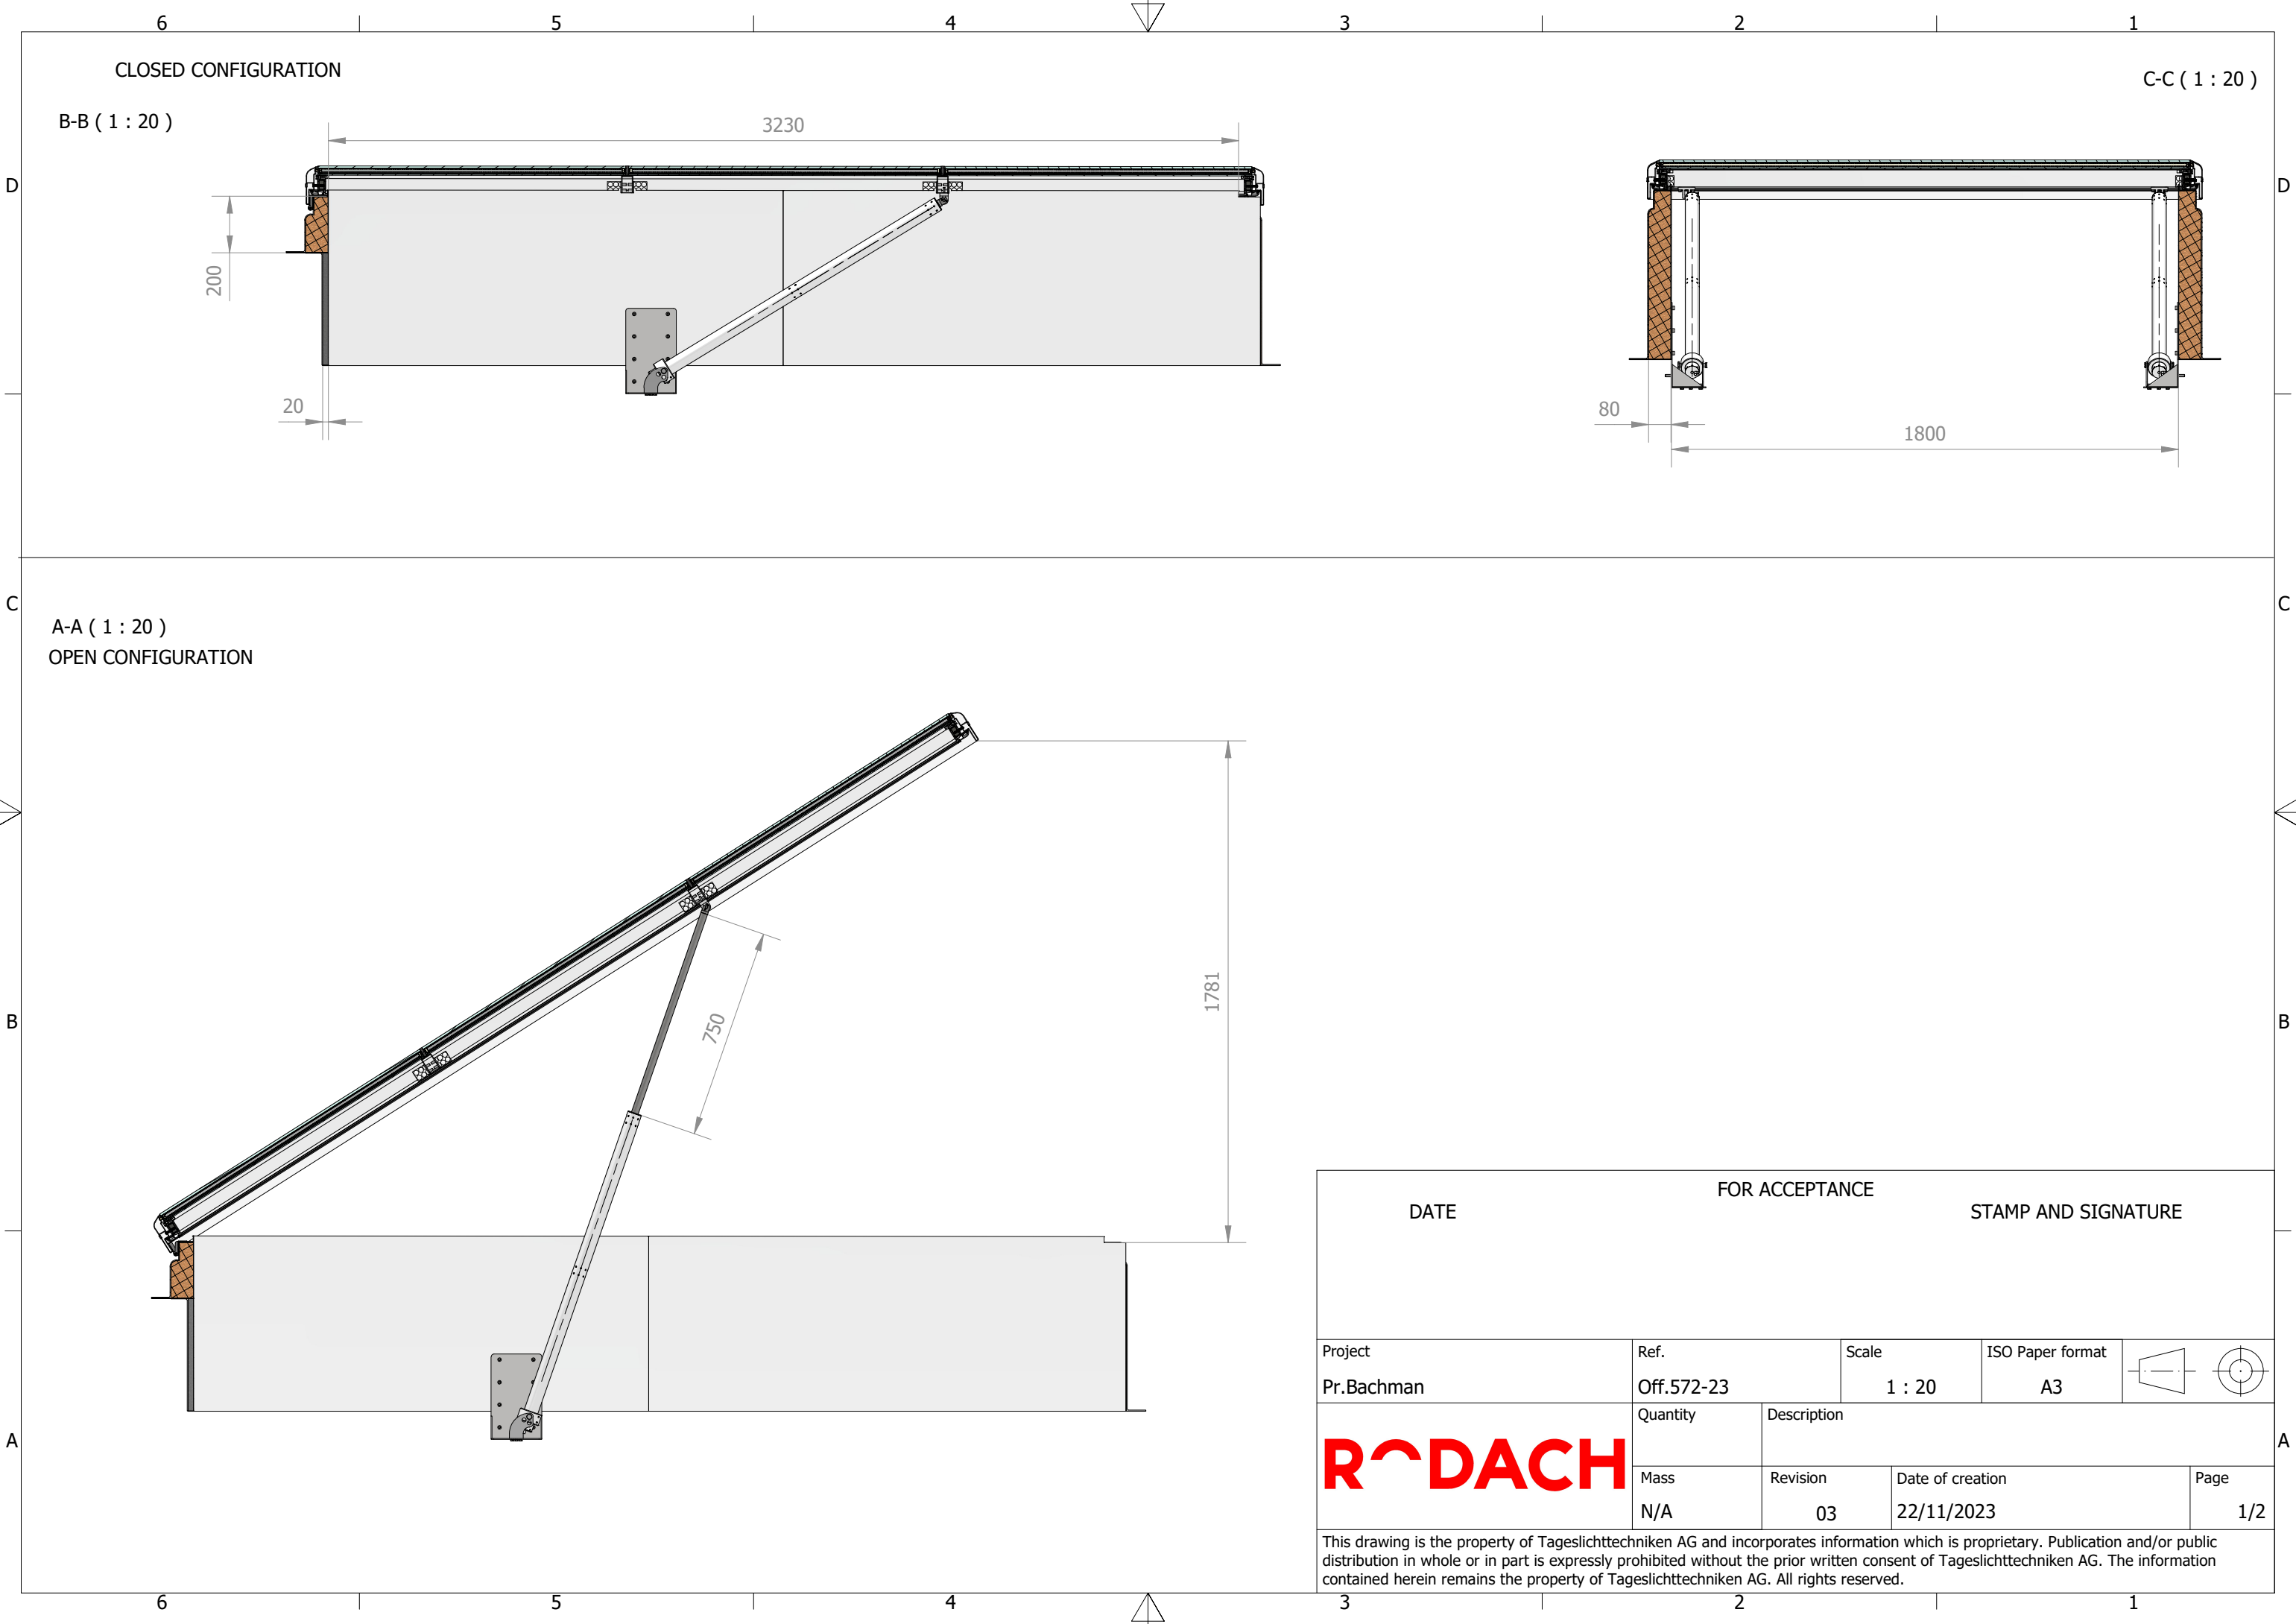 6 5 4 3 2 1
CLOSED CONFIGURATION
C-C ( 1 : 20 )
B-B ( 1 : 20 )
3230
D D
200
20
80
1800
C C
A-A ( 1 : 20 )
OPEN CONFIGURATION
1781
750
B B
FOR ACCEPTANCE
DATE STAMP AND SIGNATURE
Project Ref. Scale ISO Paper format
Pr.Bachman Off.572-23 1 : 20 A3
Quantity Description
RODACH
A A
Mass Revision Date of creation Page
N/A 03 22/11/2023 1/2
This drawing is the property of Tageslichttechniken AG and incorporates information which is proprietary. Publication and/or public
distribution in whole or in part is expressly prohibited without the prior written consent of Tageslichttechniken AG. The information
contained herein remains the property of Tageslichttechniken AG. All rights reserved.
6 5 4 3 2 1